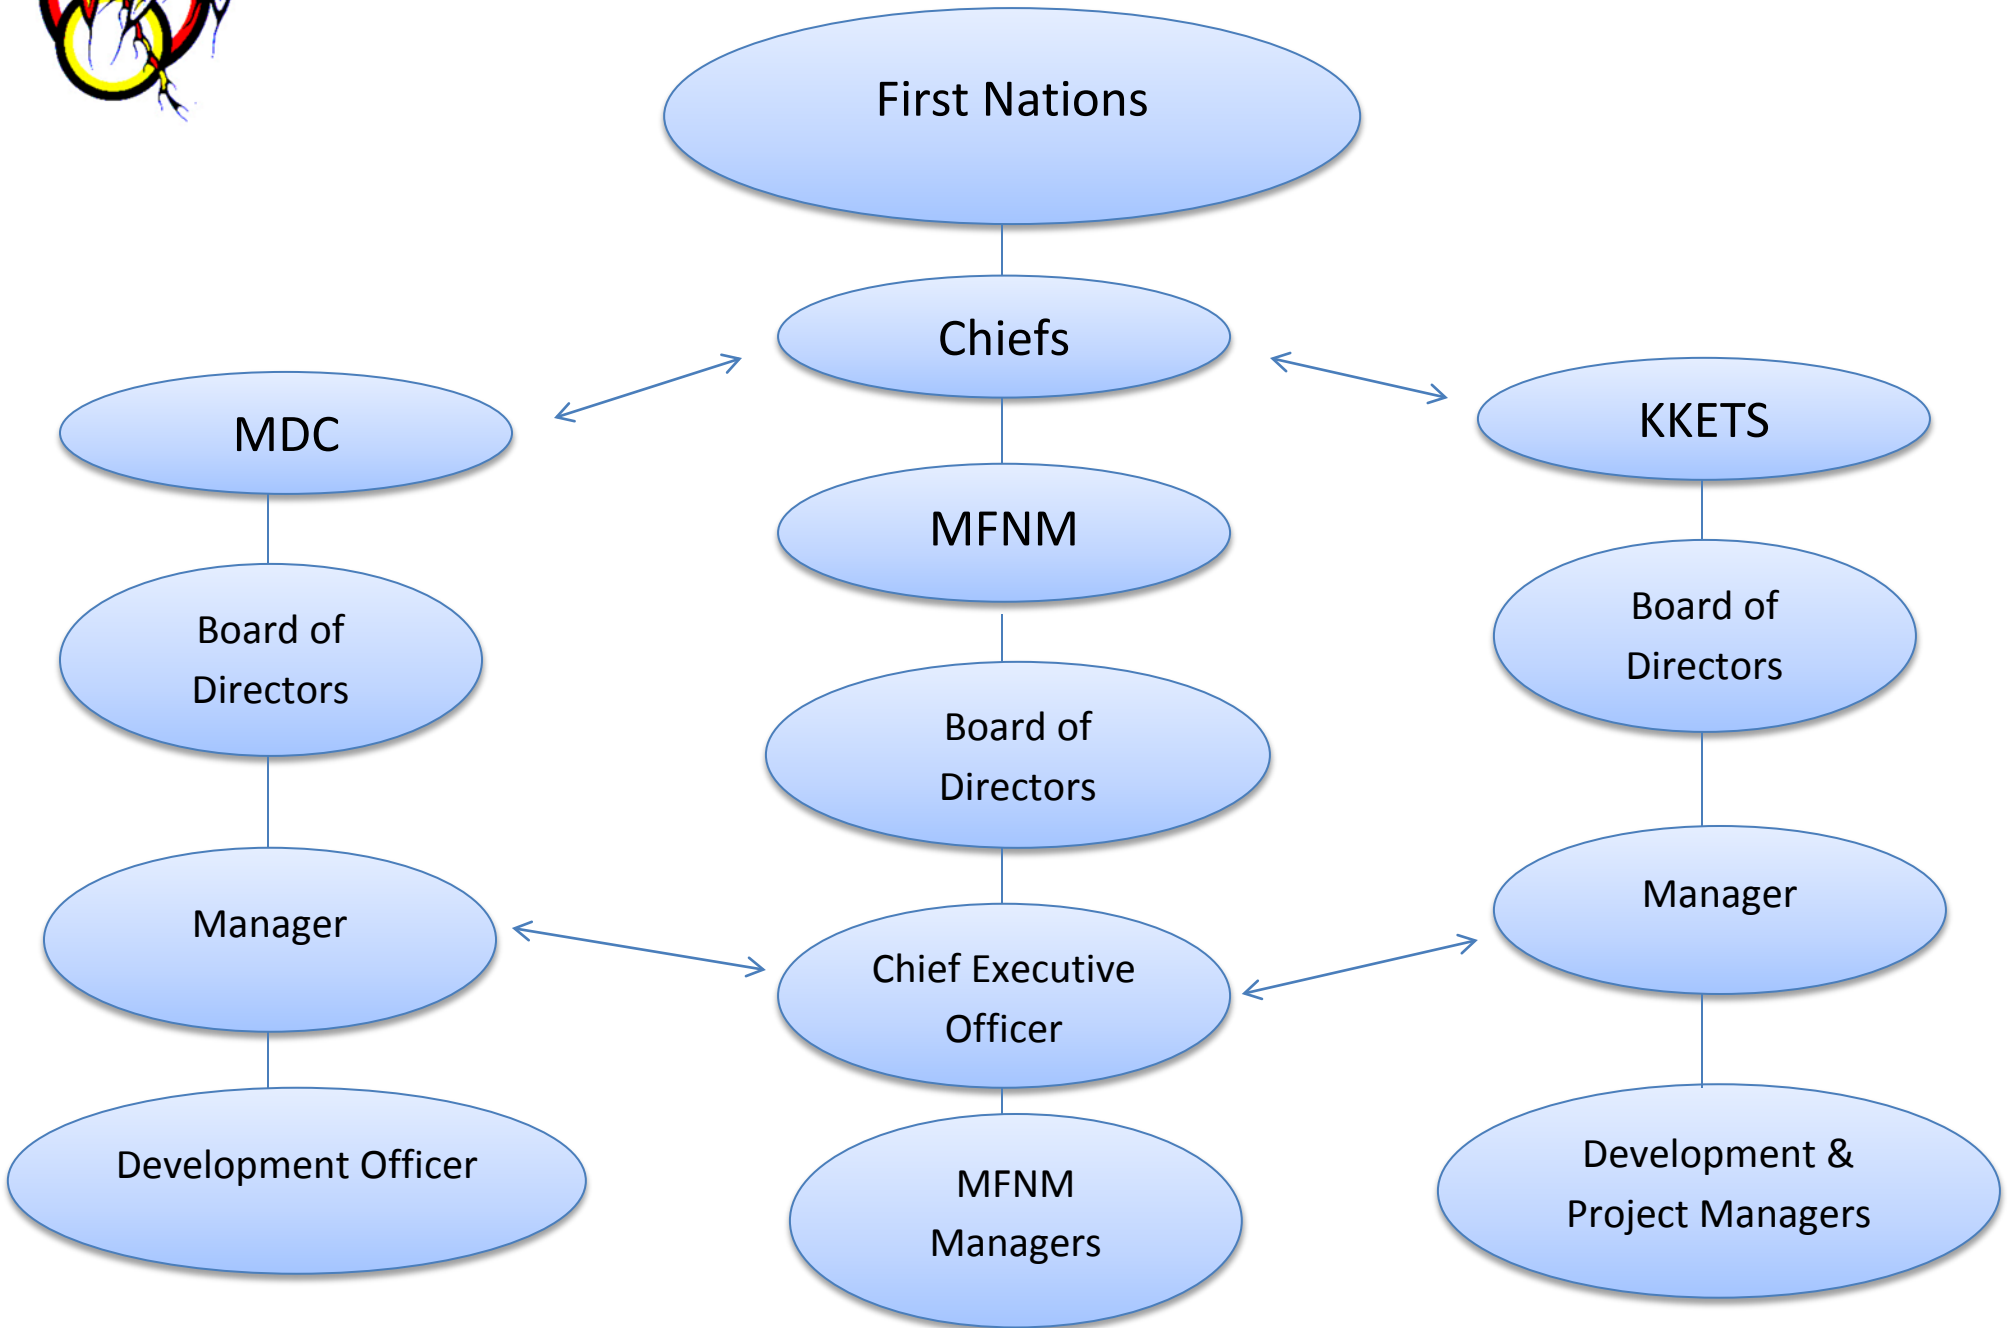 First Nations
Chiefs
MDC
KKETS
MFNM
Board of
Directors
Board of
Directors
Board of
Directors
Manager
Manager
Chief Executive
Officer
Development Officer
MFNM
Managers
Development &
Project Managers